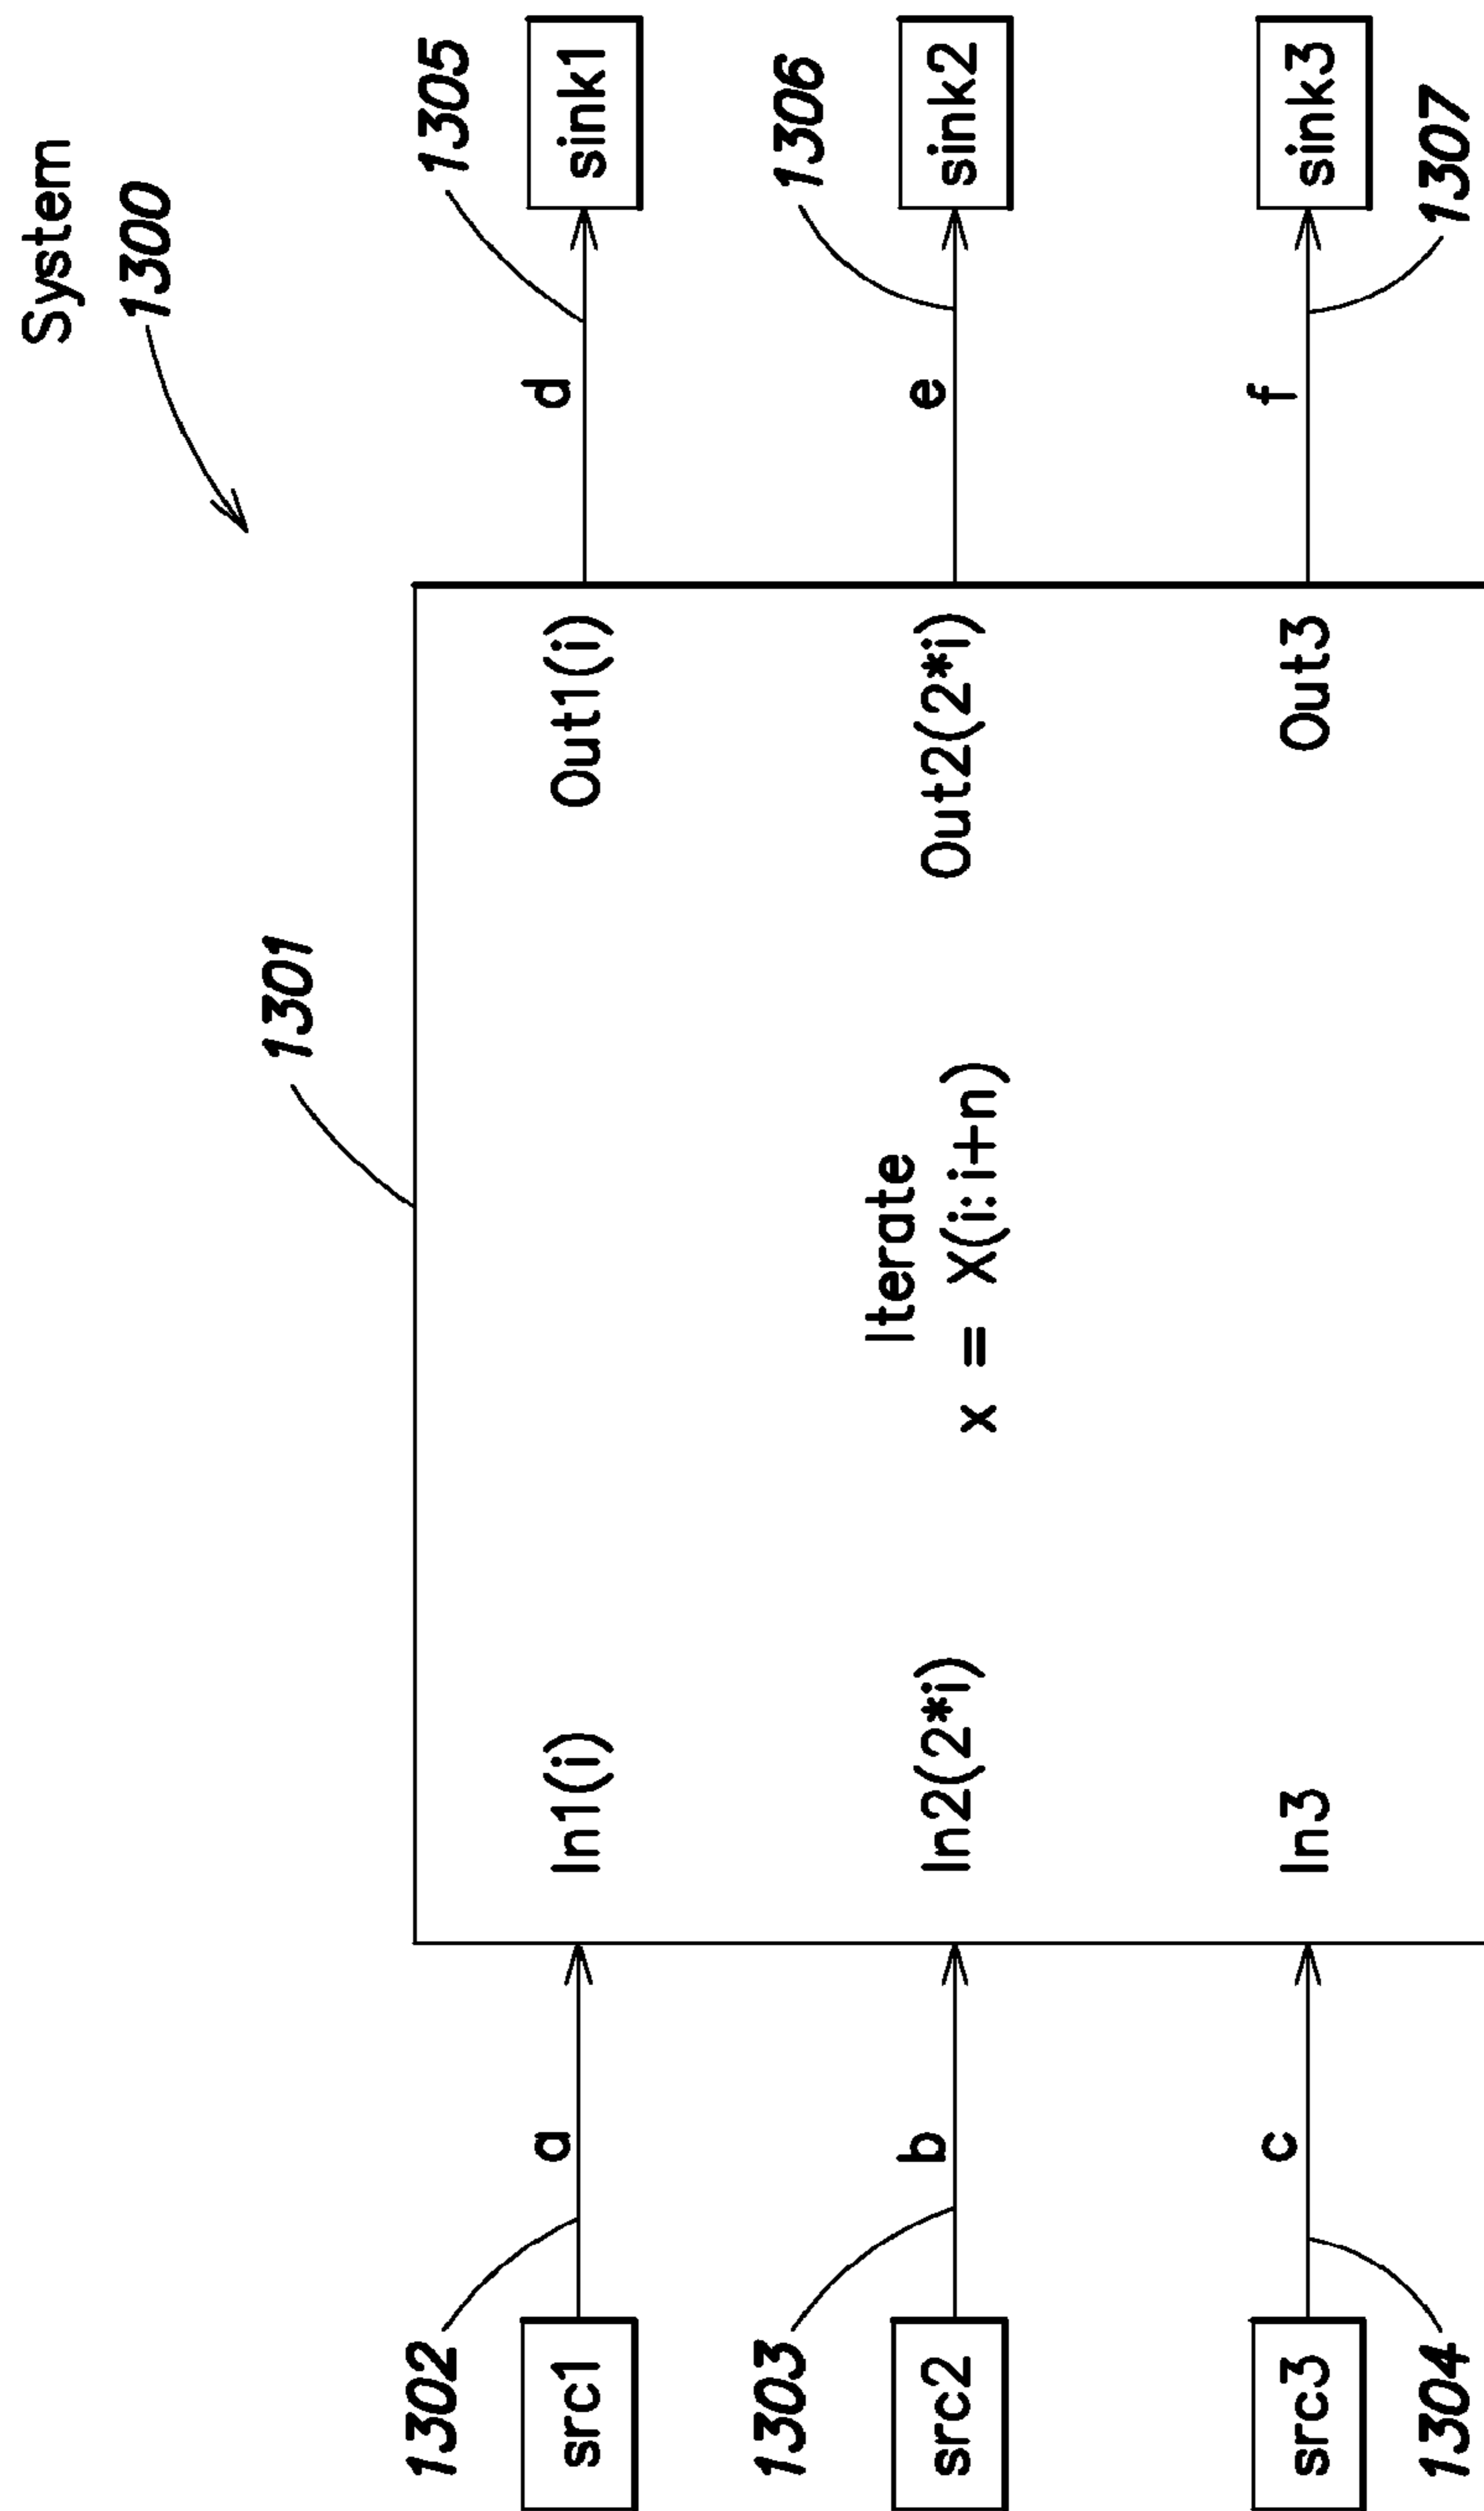 System
1300
1301
1302
a
src1
In1(i)
Out1(i)
d
1305
sink1
1303
b
src2
In2(2*i)
Iterate
x = X(i:i+n)
Out2(2*i)
e
1306
sink2
c
src3
1304
In3
Out3
f
sink3
1307